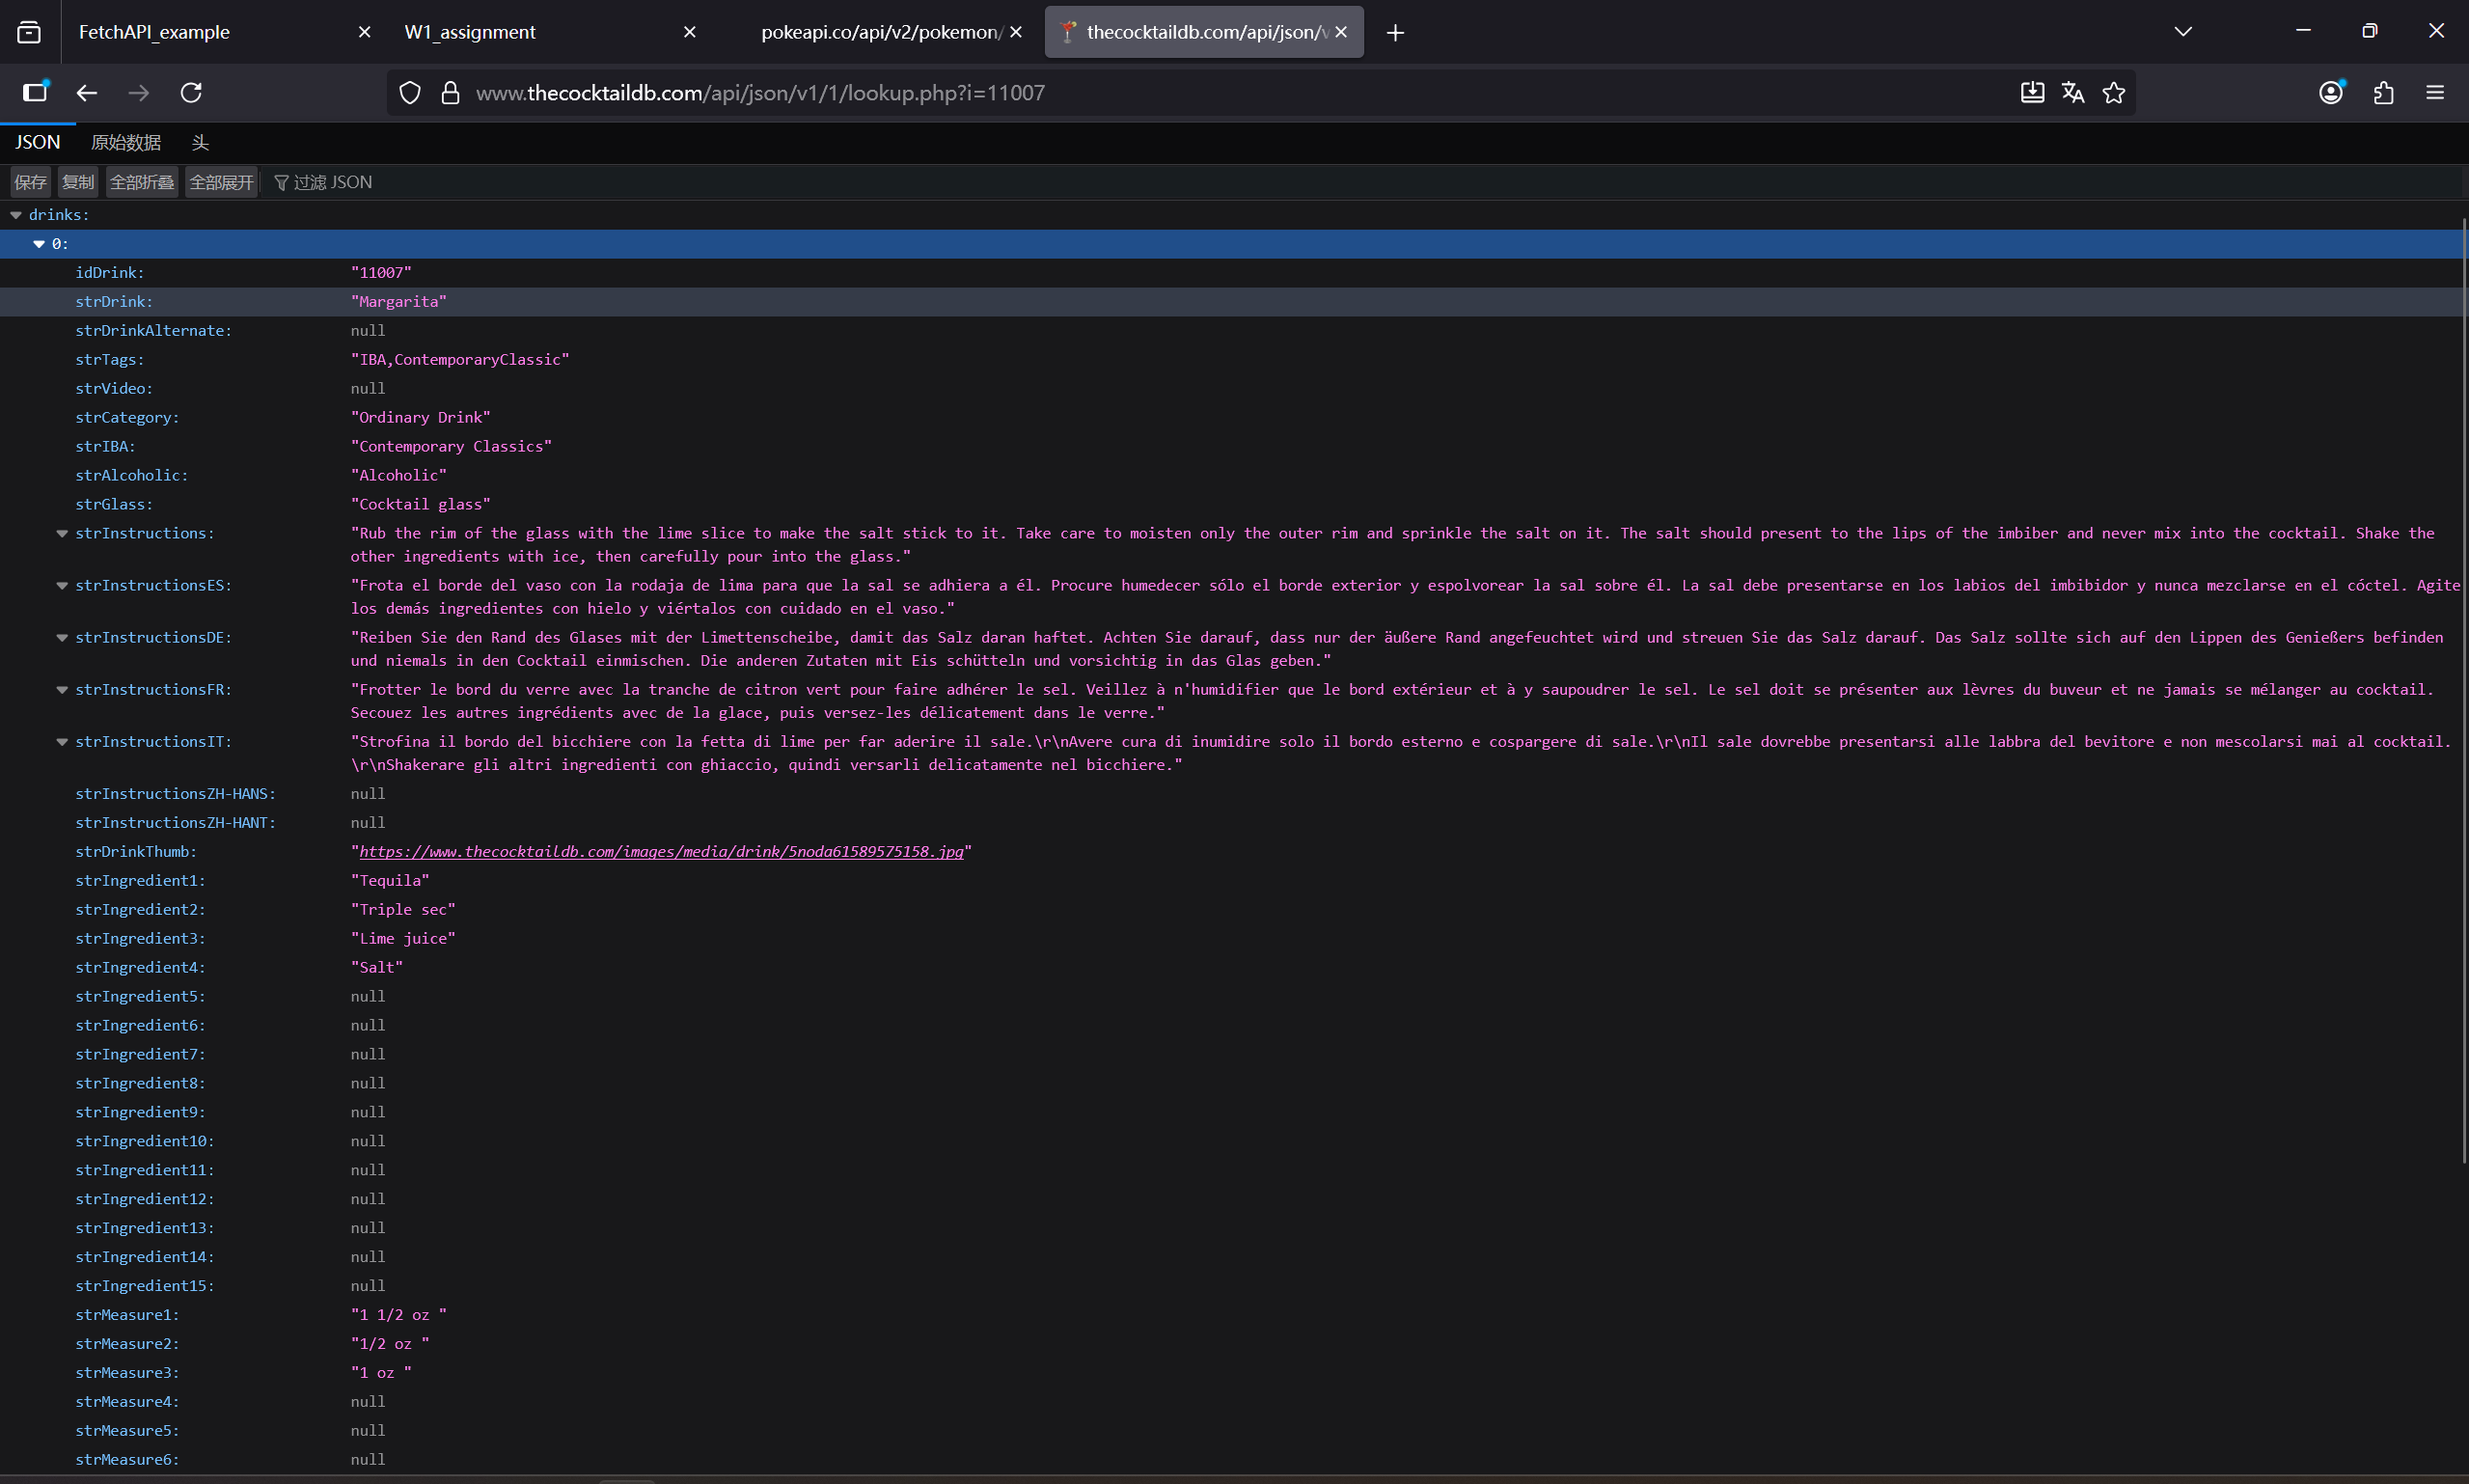 FetchAPI_example
W1_assignment
pokeapi.co/api/v2/pokemon/
thecocktaildb.com/api/json/v
www.thecocktaildb.com/api/json/v1/1/lookup.php?i=11007
JSON 原始数据 头
保存 复制 全部折叠 全部展开 过滤 JSON
drinks:
0:
idDrink: "11007"
strDrink: "Margarita"
strDrinkAlternate: null
strTags: "IBA,ContemporaryClassic"
strVideo: null
strCategory: "Ordinary Drink"
strIBA: "Contemporary Classics"
strAlcoholic: "Alcoholic"
strGlass: "Cocktail glass"
strInstructions: "Rub the rim of the glass with the lime slice to make the salt stick to it. Take care to moisten only the outer rim and sprinkle the salt on it. The salt should present to the lips of the imbiber and never mix into the cocktail. Shake the
other ingredients with ice, then carefully pour into the glass."
strInstructionsES: "Frota el borde del vaso con la rodaja de lima para que la sal se adhiera a él. Procure humedecer sólo el borde exterior y espolvorear la sal sobre él. La sal debe presentarse en los labios del imbibidor y nunca mezclarse en el cóctel. Agite
los demás ingredientes con hielo y viértalos con cuidado en el vaso."
strInstructionsDE: "Reiben Sie den Rand des Glases mit der Limettenscheibe, damit das Salz daran haftet. Achten Sie darauf, dass nur der äußere Rand angefeuchtet wird und streuen Sie das Salz darauf. Das Salz sollte sich auf den Lippen des Genießers befinden
und niemals in den Cocktail einmischen. Die anderen Zutaten mit Eis schütteln und vorsichtig in das Glas geben."
strInstructionsFR: "Frotter le bord du verre avec la tranche de citron vert pour faire adhérer le sel. Veillez à n'humidifier que le bord extérieur et à y saupoudrer le sel. Le sel doit se présenter aux lèvres du buveur et ne jamais se mélanger au cocktail.
Secouez les autres ingrédients avec de la glace, puis versez-les délicatement dans le verre."
strInstructionsIT: "Strofina il bordo del bicchiere con la fetta di lime per far aderire il sale.\r\nAvere cura di inumidire solo il bordo esterno e cospargere di sale.\r\nIl sale dovrebbe presentarsi alle labbra del bevitore e non mescolarsi mai al cocktail.
\r\nShakerare gli altri ingredienti con ghiaccio, quindi versarli delicatamente nel bicchiere."
strInstructionsZH-HANS: null
strInstructionsZH-HANT: null
strDrinkThumb: "https://www.thecocktaildb.com/images/media/drink/5noda61589575158.jpg"
strIngredient1: "Tequila"
strIngredient2: "Triple sec"
strIngredient3: "Lime juice"
strIngredient4: "Salt"
strIngredient5: null
strIngredient6: null
strIngredient7: null
strIngredient8: null
strIngredient9: null
strIngredient10: null
strIngredient11: null
strIngredient12: null
strIngredient13: null
strIngredient14: null
strIngredient15: null
strMeasure1: "1 1/2 oz "
strMeasure2: "1/2 oz "
strMeasure3: "1 oz "
strMeasure4: null
strMeasure5: null
strMeasure6: null